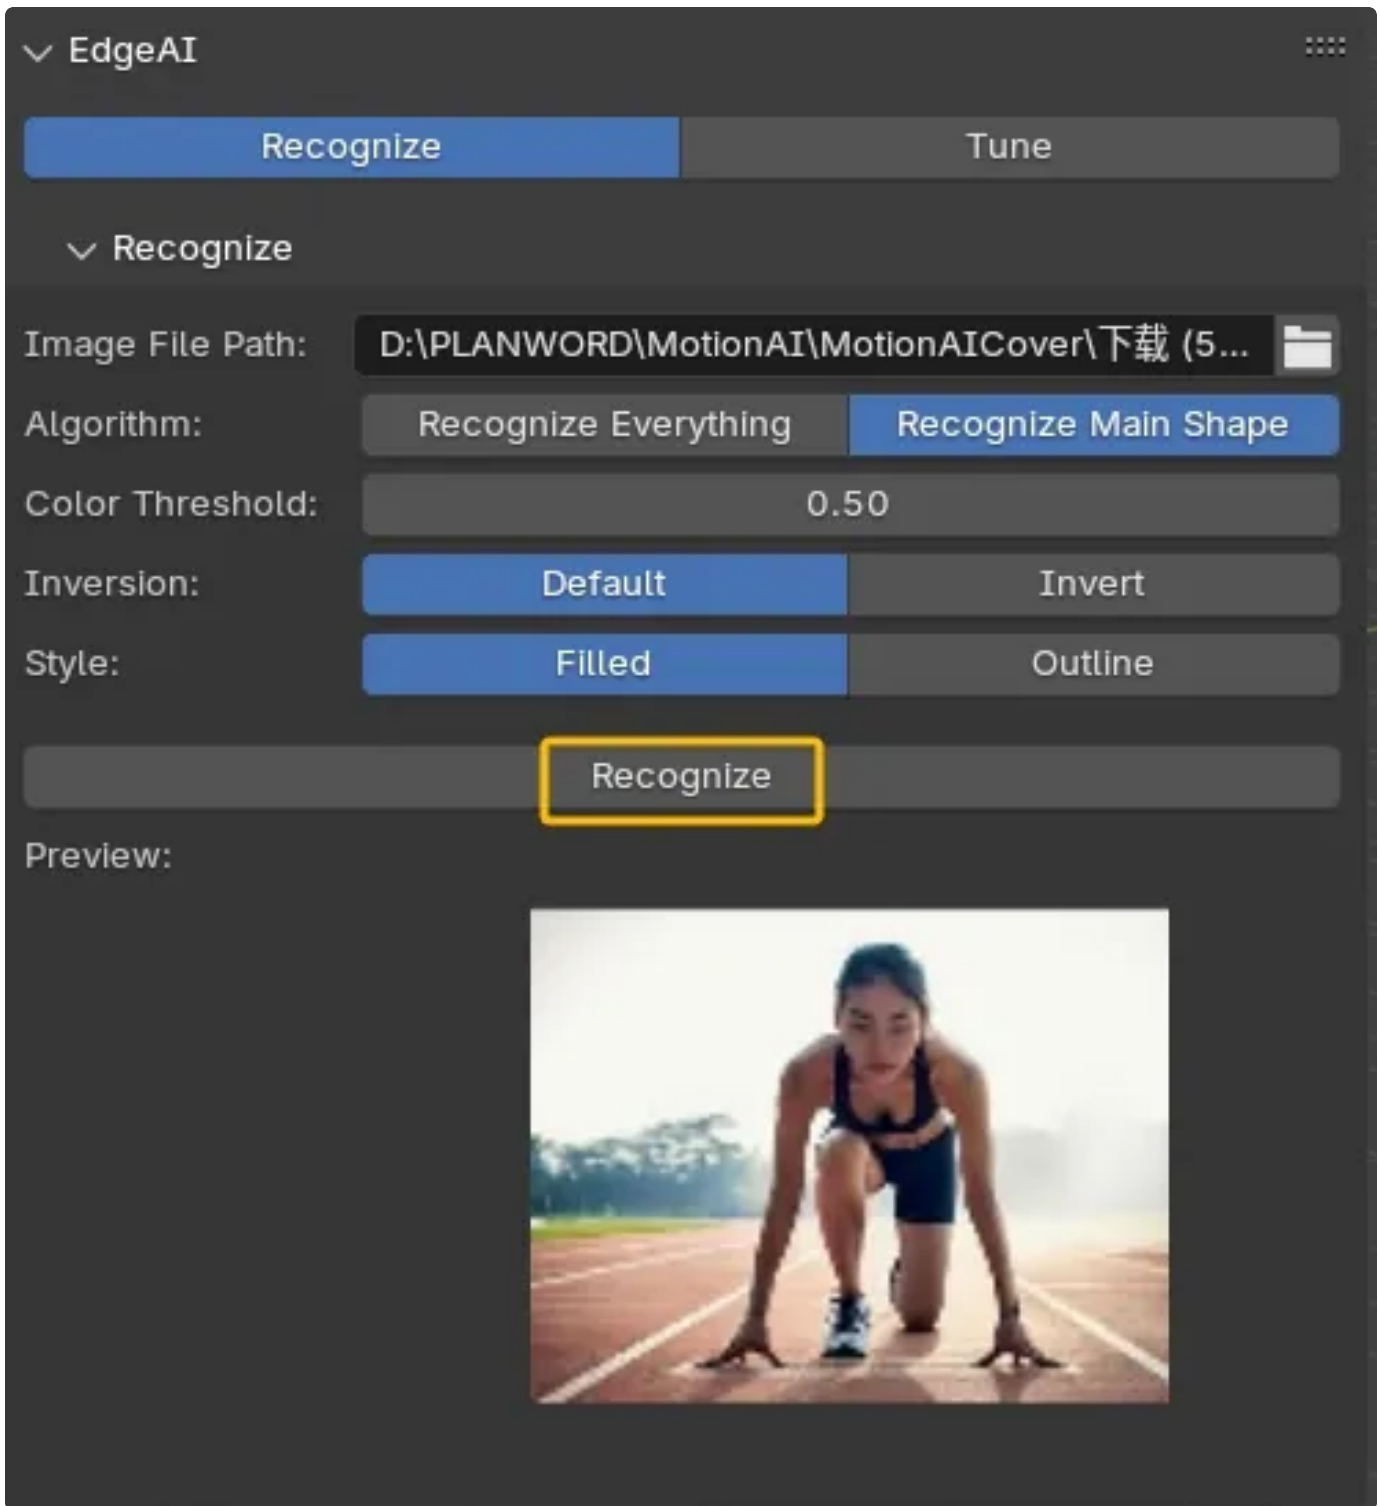 EdgeAI
Recognize Tune
Recognize
Image File Path: D:\PLANWORD\MotionAI\MotionAICover\下载 (5...
Algorithm: Recognize Everything Recognize Main Shape
Color Threshold: 0.50
Inversion: Default Invert
Style: Filled Outline
Recognize
Preview: